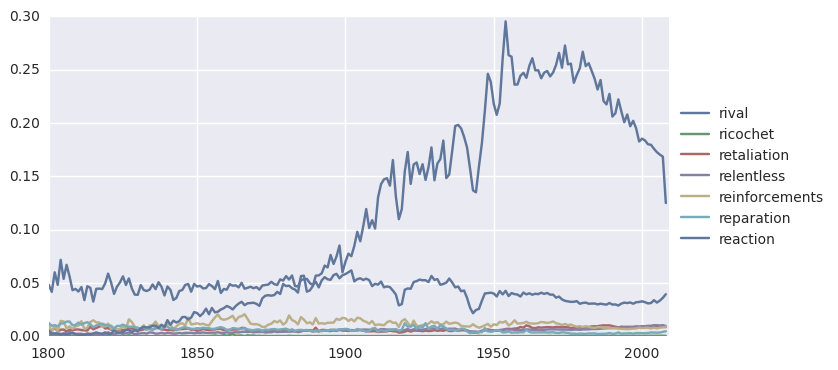 0.30
0.25
0.20
0.15
0.10
0.05
0.00
1800
1850
1900
1950
2000
rival
ricochet
retaliation
relentless
reinforcements
reparation
reaction